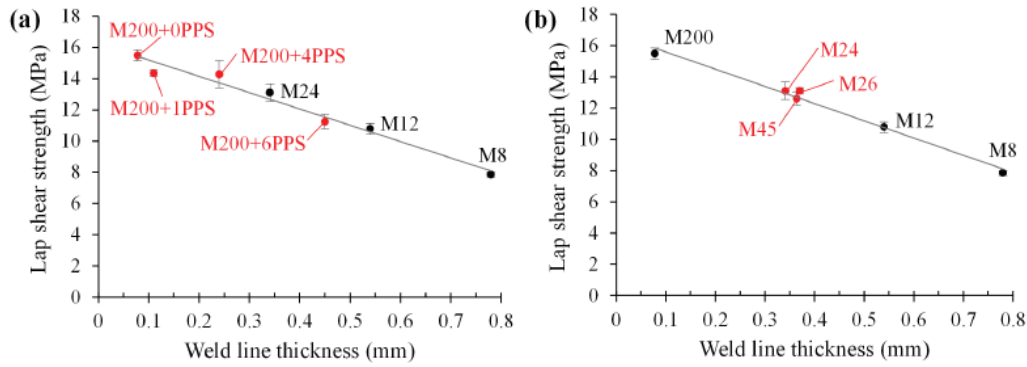 (a)
18
16
14
12
10
8
6
4
2
0
Lap shear strength (MPa)
M200+0PPS
M200+4PPS
M200+1PPS
M24
M200+6PPS
M12
M8
0 0.1 0.2 0.3 0.4 0.5 0.6 0.7 0.8
Weld line thickness (mm)
(b)
18
16
14
12
10
8
6
4
2
0
Lap shear strength (MPa)
M200
M24
M26
M45
M12
M8
0 0.1 0.2 0.3 0.4 0.5 0.6 0.7 0.8
Weld line thickness (mm)